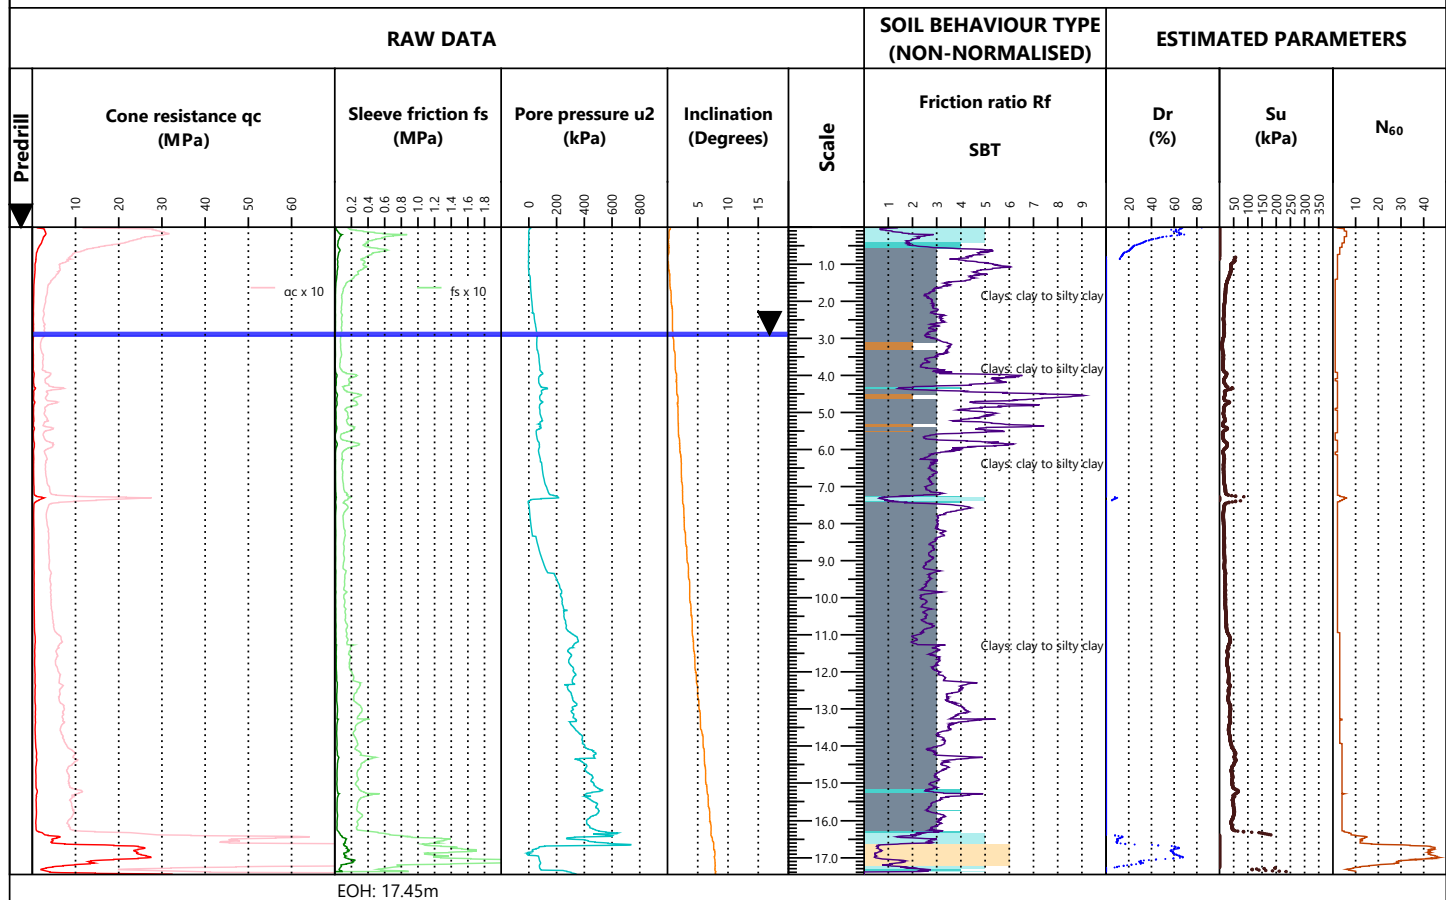 RAW DATA
SOIL BEHAVIOUR TYPE
(NON-NORMALISED)
ESTIMATED PARAMETERS
Predrill
Cone resistance qc
(MPa)
Sleeve friction fs
(MPa)
Pore pressure u2
(kPa)
Inclination
(Degrees)
Scale
Friction ratio Rf
SBT
Dr
(%)
Su
(kPa)
N₆₀
10 20 30 40 50 60
0.2 0.4 0.6 0.8 1.0 1.2 1.4 1.6 1.8
0 200 400 600 800
5 10 15
1 2 3 4 5 6 7 8 9
20 40 60 80
50 100 150 200 250 300 350
10 20 30 40
qc x 10
fs x 10
1.0
2.0
3.0
4.0
5.0
6.0
7.0
8.0
9.0
10.0
11.0
12.0
13.0
14.0
15.0
16.0
17.0
Clays: clay to silty clay
Clays: clay to silty clay
Clays: clay to silty clay
Clays: clay to silty clay
EOH: 17.45m